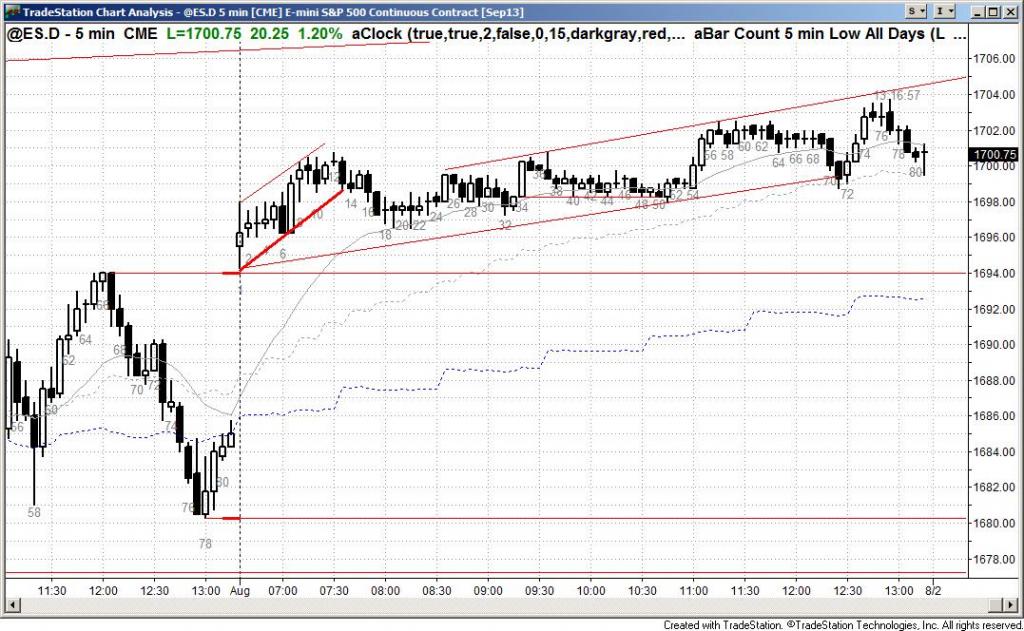 TradeStation Chart Analysis - @ES.D 5 min [CME] E-mini S&P 500 Continuous Contract [Sep13]
S I
@ES.D - 5 min CME L=1700.75 20.25 1.20% aClock (true,true,2,false,0,15,darkgray,red,... aBar Count 5 min Low All Days (L ...
1706.00
1704.00
13:16:57
1702.00
1700.75
1700.00
1698.00
1696.00
1694.00
1692.00
1690.00
1688.00
1686.00
1684.00
1682.00
1680.00
1678.00
56 58 60 62 64 66 68 70 72 74 76 78 80
2 4 6 8 10 12 14 16 18 20 22 24 26 28 30 32 34 36 38 40 42 44 46 48 50 52 54 56 58 60 62 64 66 68 70 72 74 76 78 80
11:30 12:00 12:30 13:00 Aug 07:00 07:30 08:00 08:30 09:00 09:30 10:00 10:30 11:00 11:30 12:00 12:30 13:00 8/2
Created with TradeStation. ©TradeStation Technologies, Inc. All rights reserved.